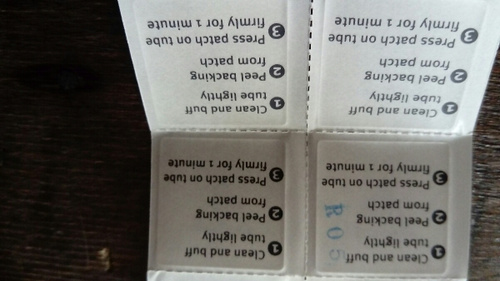 1 Clean and buff
tube lightly
2 Peel backing
from patch
3 Press patch on tube
firmly for 1 minute
1 Clean and buff
tube lightly
2 Peel backing
from patch
3 Press patch on tube
firmly for 1 minute
1 Clean and buff
tube lightly
2 Peel backing
from patch
3 Press patch on tube
firmly for 1 minute
1 Clean and buff
tube lightly
2 Peel backing
from patch
3 Press patch on tube
firmly for 1 minute
R05